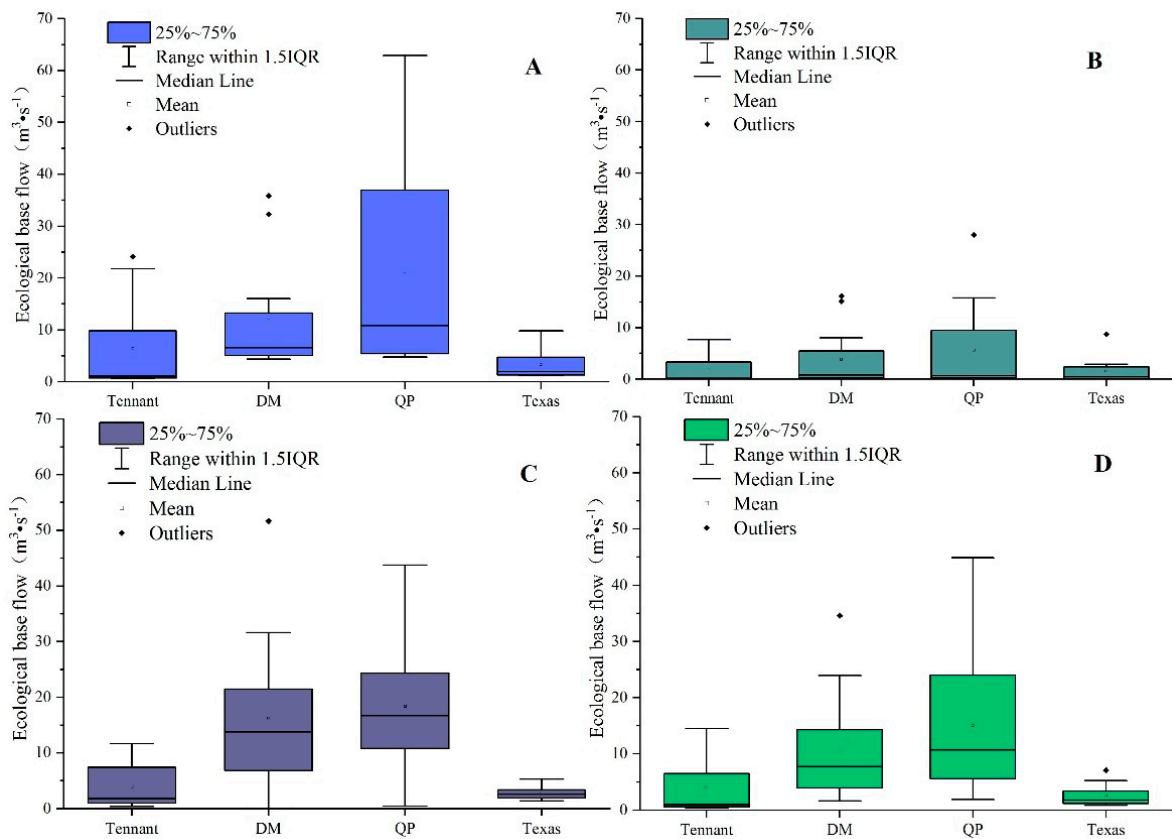 70
60
50
40
30
20
10
0
Ecological base flow（m³•s⁻¹）
25%~75%
Range within 1.5IQR
Median Line
Mean
Outliers
A
Tennant DM QP Texas
70
60
50
40
30
20
10
0
Ecological base flow（m³•s⁻¹）
25%~75%
Range within 1.5IQR
Median Line
Mean
Outliers
B
Tennant DM QP Texas
70
60
50
40
30
20
10
0
Ecological base flow（m³•s⁻¹）
25%~75%
Range within 1.5IQR
Median Line
Mean
Outliers
C
Tennant DM QP Texas
70
60
50
40
30
20
10
0
Ecological base flow（m³•s⁻¹）
25%~75%
Range within 1.5IQR
Median Line
Mean
Outliers
D
Tennant DM QP Texas